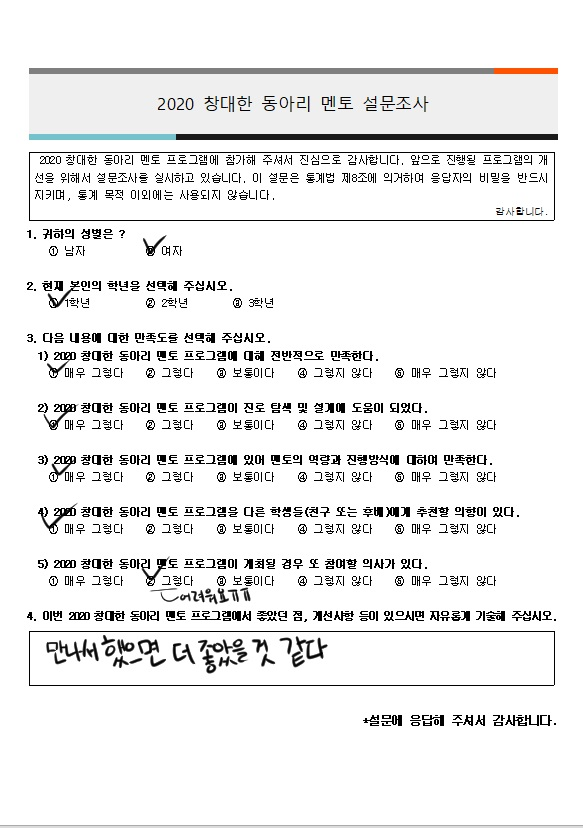 2020 창대한 동아리 멘토 설문조사
2020 창대한 동아리 멘토 프로그램에 참가해 주셔서 진심으로 감사합니다. 앞으로 진행될 프로그램의 개
선을 위해서 설문조사를 실시하고 있습니다. 이 설문은 통계법 제8조에 의거하여 응답자의 비밀을 반드시
지키며, 통계 목적 이외에는 사용되지 않습니다.
감사합니다.
1. 귀하의 성별은 ?
① 남자 ② 여자
2. 현재 본인의 학년을 선택해 주십시오.
① 1학년 ② 2학년 ③ 3학년
3. 다음 내용에 대한 만족도를 선택해 주십시오.
1) 2020 창대한 동아리 멘토 프로그램에 대해 전반적으로 만족한다.
① 매우 그렇다 ② 그렇다 ③ 보통이다 ④ 그렇지 않다 ⑤ 매우 그렇지 않다
2) 2020 창대한 동아리 멘토 프로그램이 진로 탐색 및 설계에 도움이 되었다.
① 매우 그렇다 ② 그렇다 ③ 보통이다 ④ 그렇지 않다 ⑤ 매우 그렇지 않다
3) 2020 창대한 동아리 멘토 프로그램에 있어 멘토의 역량과 진행방식에 대하여 만족한다.
① 매우 그렇다 ② 그렇다 ③ 보통이다 ④ 그렇지 않다 ⑤ 매우 그렇지 않다
4) 2020 창대한 동아리 멘토 프로그램을 다른 학생들(친구 또는 후배)에게 추천할 의향이 있다.
① 매우 그렇다 ② 그렇다 ③ 보통이다 ④ 그렇지 않다 ⑤ 매우 그렇지 않다
5) 2020 창대한 동아리 멘토 프로그램이 개최될 경우 또 참여할 의사가 있다.
① 매우 그렇다 ② 그렇다 ③ 보통이다 ④ 그렇지 않다 ⑤ 매우 그렇지 않다
어려워요ㅠㅠ
4. 이번 2020 창대한 동아리 멘토 프로그램에서 좋았던 점, 개선사항 등이 있으시면 자유롭게 기술해 주십시오.
만나서 했으면 더 좋았을 것 같다
*설문에 응답해 주셔서 감사합니다.